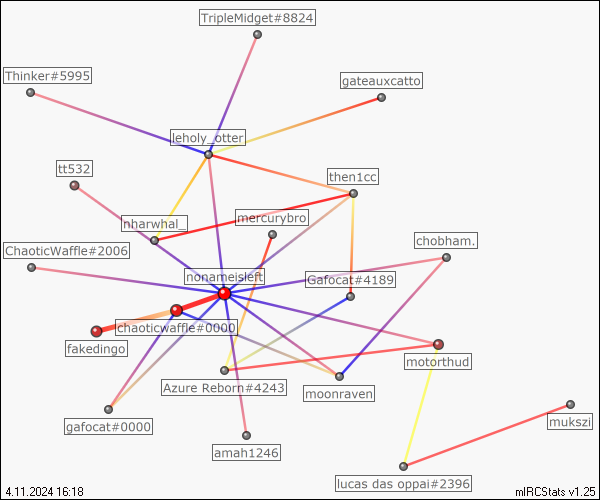 TripleMidget#8824
Thinker#5995
gateauxcatto
leholy_otter
tt532
then1cc
nharwhal_
mercurybro
ChaoticWaffle#2006
chobham.
nonameisleft
Gafocat#4189
chaoticwaffle#0000
fakedingo
motorthud
Azure Reborn#4243
moonraven
gafocat#0000
mukszi
amah1246
lucas das oppai#2396
4.11.2024 16:18
mIRCStats v1.25